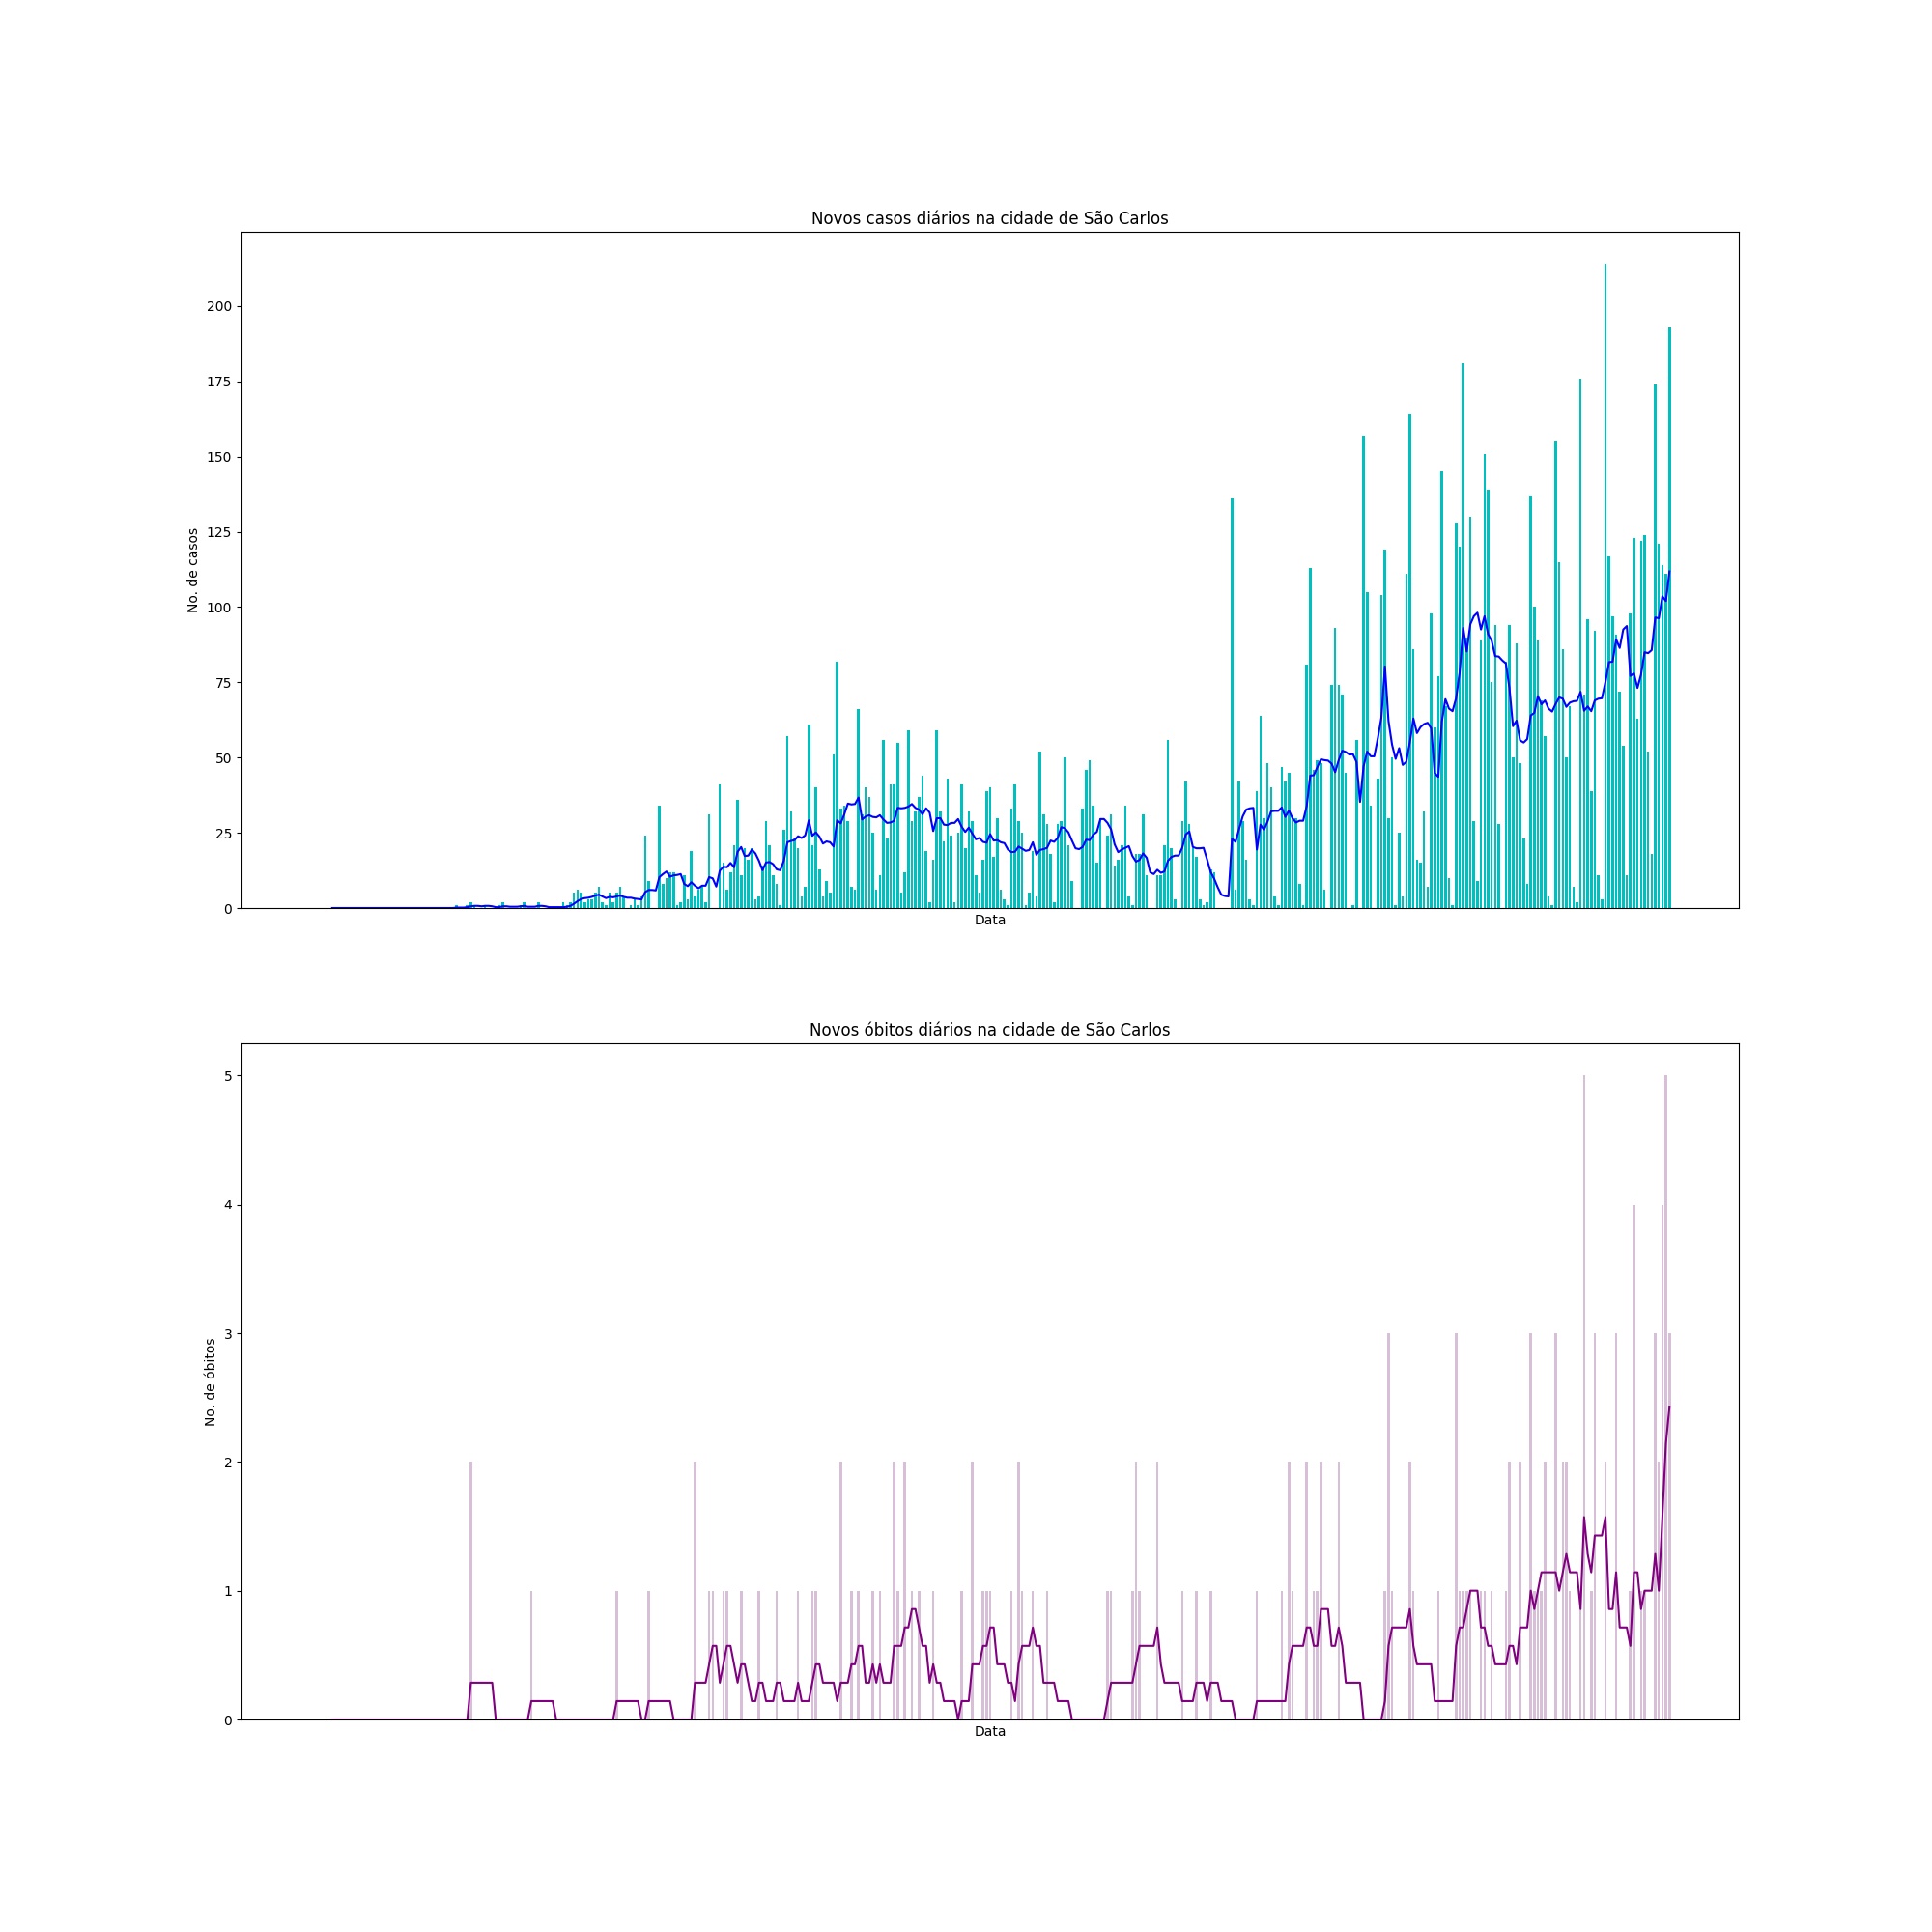 Novos casos diários na cidade de São Carlos
200
175
150
125
100
75
50
25
0
No. de casos
Data
Novos óbitos diários na cidade de São Carlos
5
4
3
2
1
0
No. de óbitos
Data